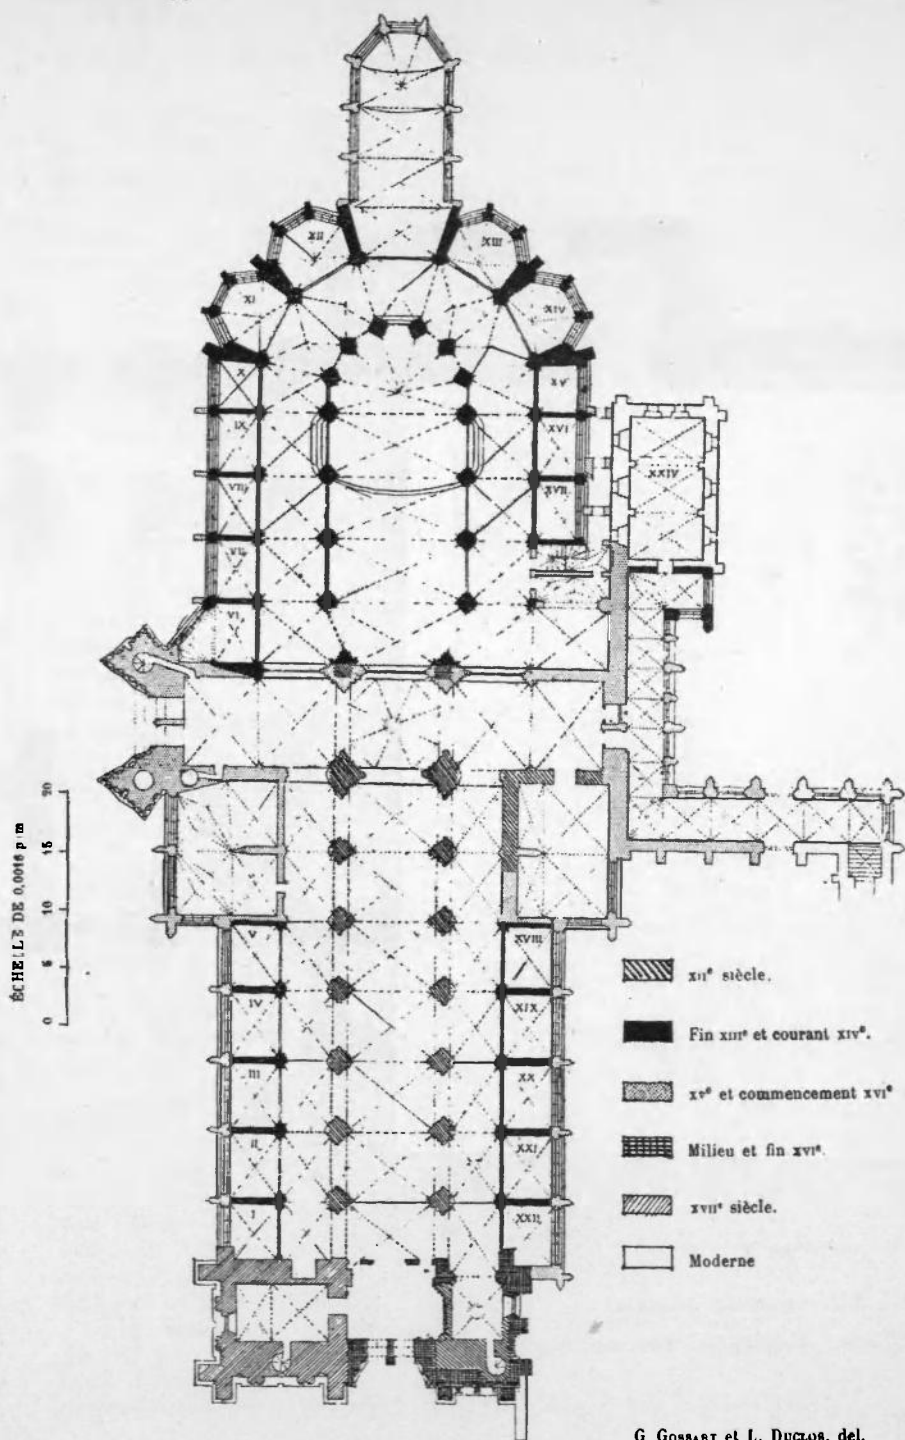 XII
XIII
XI
XIV
X
XV
IX
XVI
XXIV
VIII
XVII
VII
VI
20
15
10
5
0
ÉCHELLE DE 0,0016 p m
V
XVIII
IV
XIX
III
XX
II
XXI
I
XXII
XIIe siècle.
Fin XIIIe et courant XIVe.
XVe et commencement XVIe
Milieu et fin XVIe.
XVIIe siècle.
Moderne
G. GOSSART et L. DUCLOS, del.